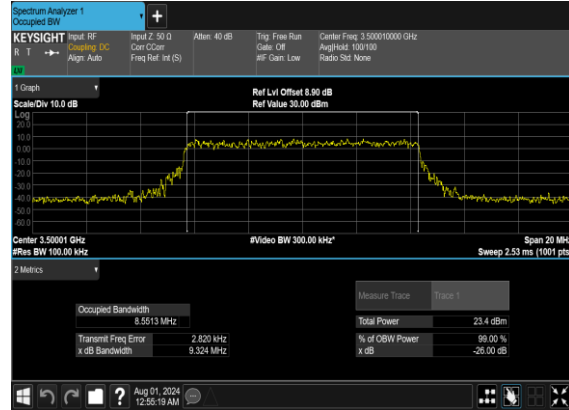 Spectrum Analyzer 1
Occupied BW
+
KEYSIGHT Input: RF Input Z: 50 Ω Atten: 40 dB Trig: Free Run Center Freq: 3.500010000 GHz
R T Coupling: DC Corr CCorr Gate: Off Avg|Hold: 100/100
Align: Auto Freq Ref: Int (S) #IF Gain: Low Radio Std: None
LW
1 Graph
Ref Lvl Offset 8.90 dB
Scale/Div 10.0 dB Ref Value 30.00 dBm
Log
20.0
10.0
0.00
-10.0
-20.0
-30.0
-40.0
-50.0
-60.0
Center 3.50001 GHz #Video BW 300.00 kHz* Span 20 MHz
#Res BW 100.00 kHz Sweep 2.53 ms (1001 pts
2 Metrics
Measure Trace Trace 1
Occupied Bandwidth
8.5513 MHz
Total Power 23.4 dBm
Transmit Freq Error 2.820 kHz % of OBW Power 99.00 %
x dB Bandwidth 9.324 MHz x dB -26.00 dB
? Aug 01, 2024
12:55:19 AM